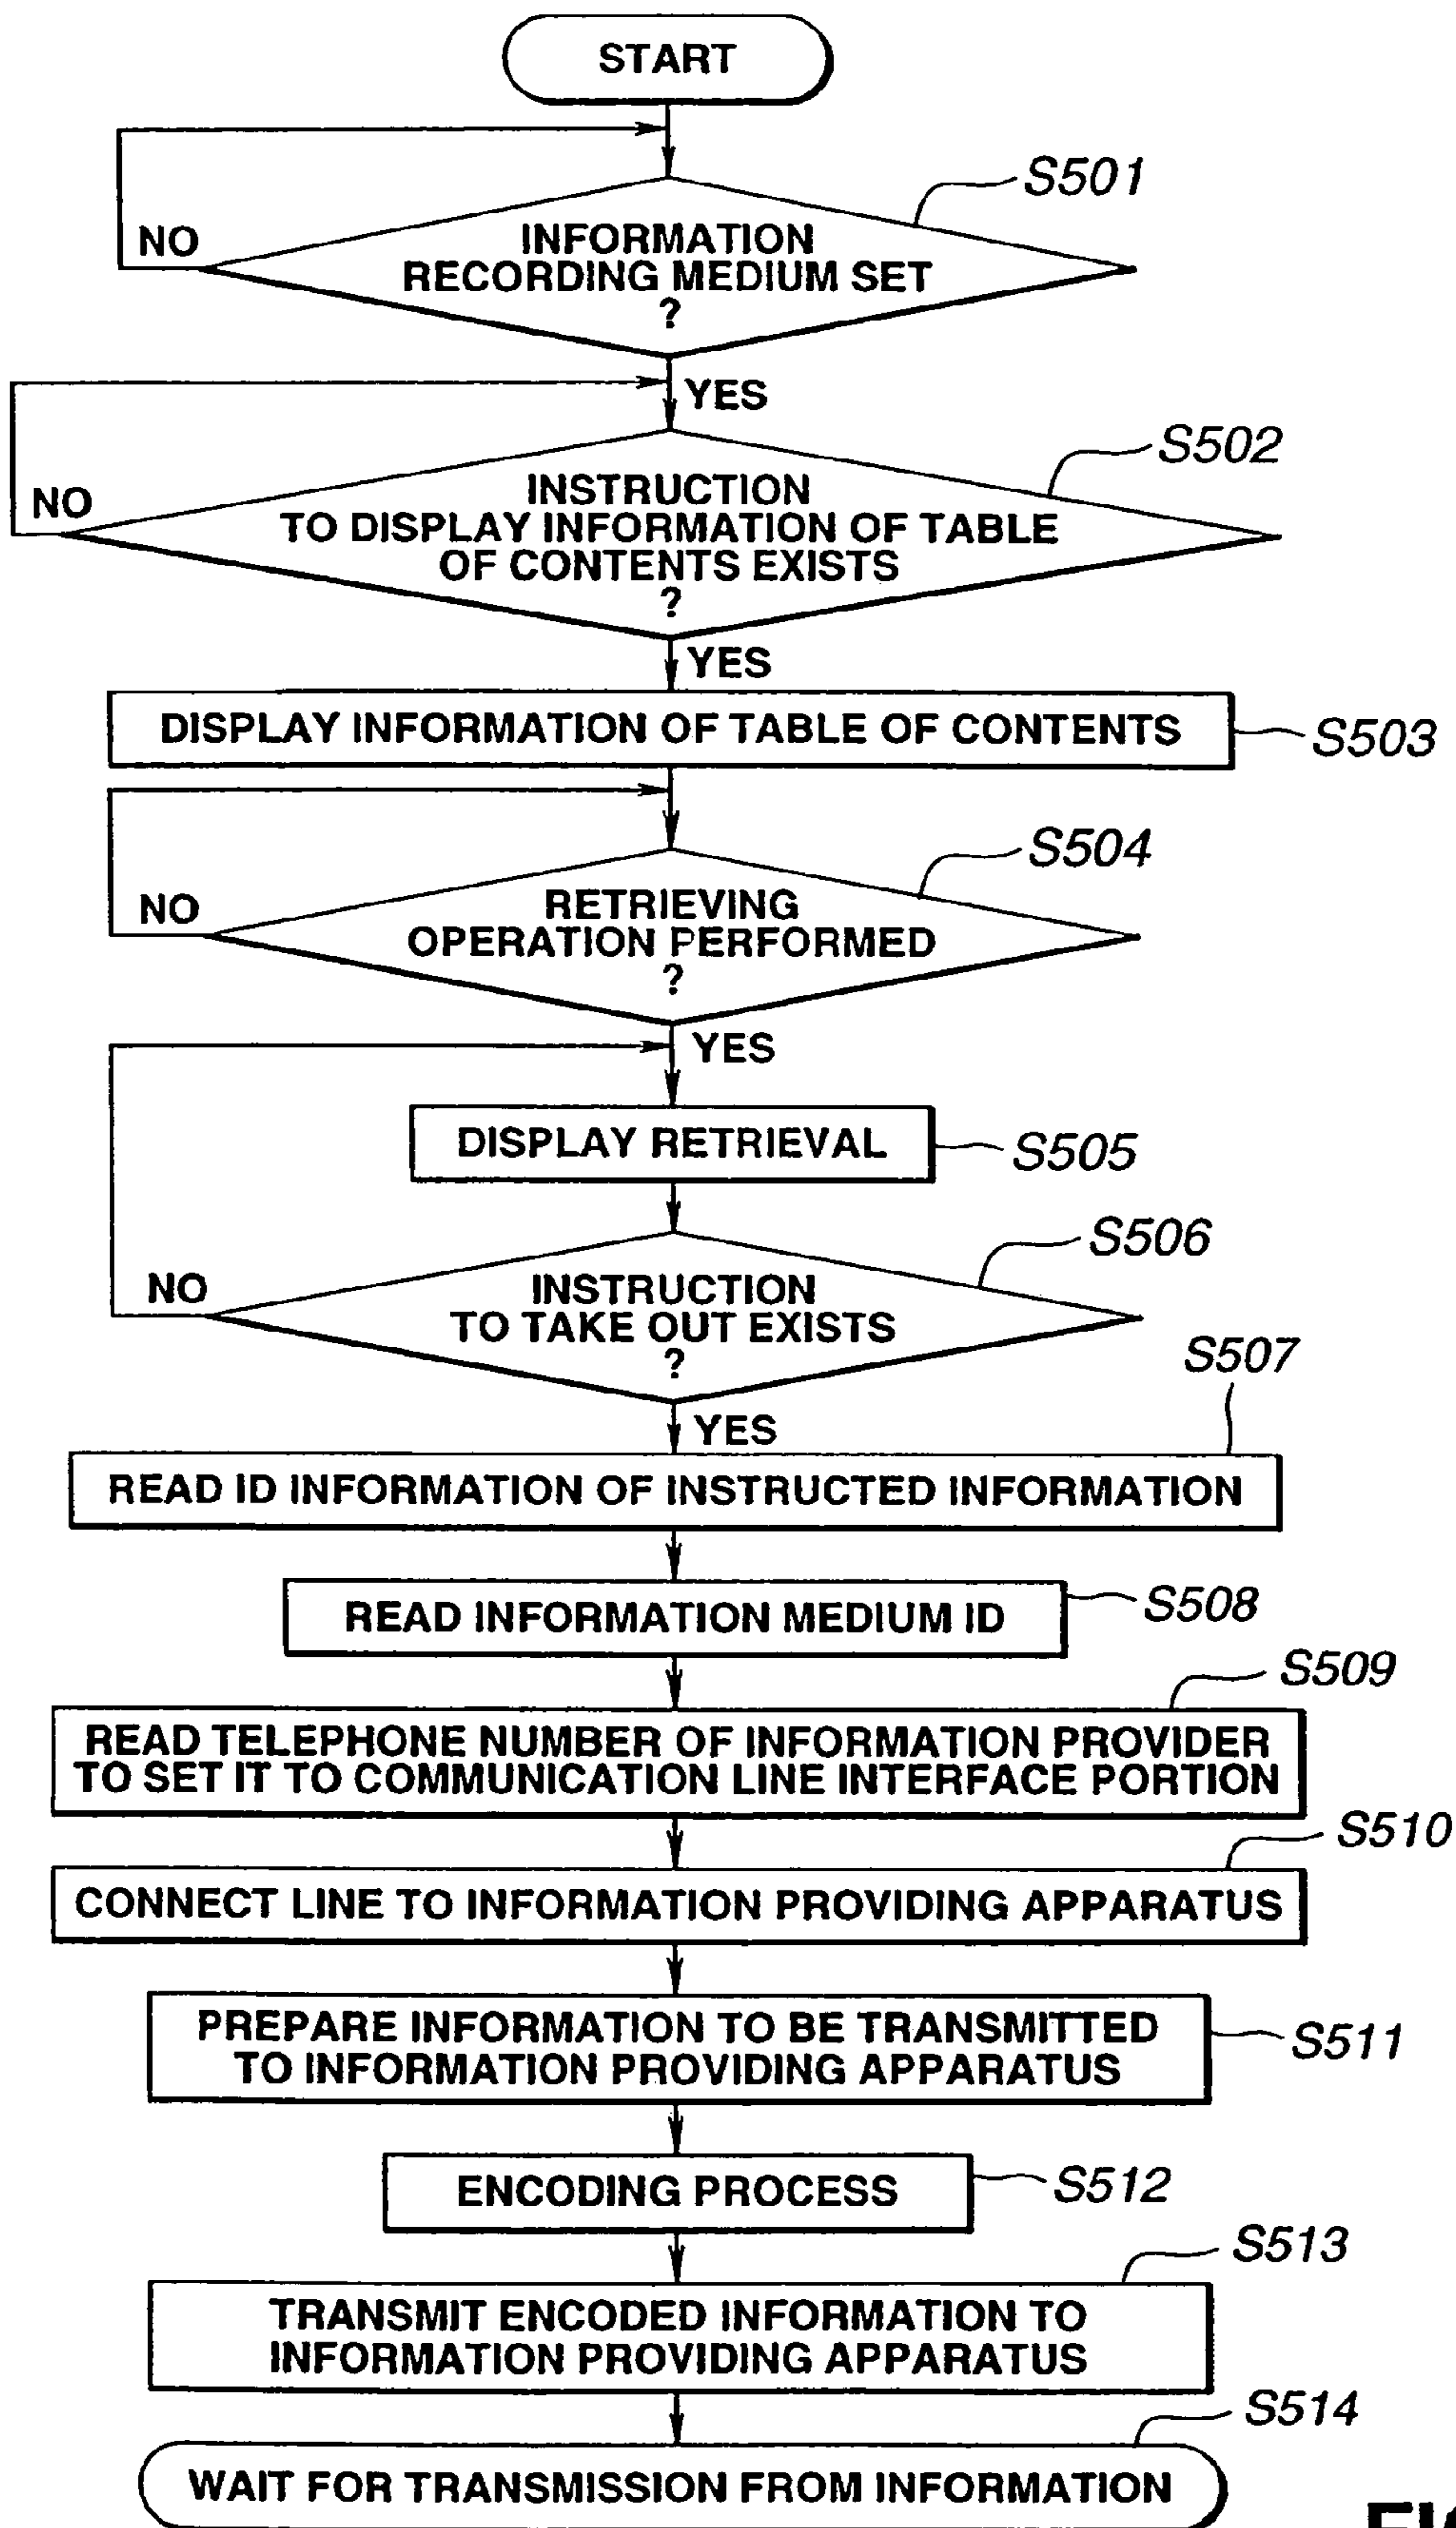 START
S501
NO
INFORMATION
RECORDING MEDIUM SET
?
YES
S502
NO
INSTRUCTION
TO DISPLAY INFORMATION OF TABLE
OF CONTENTS EXISTS
?
YES
DISPLAY INFORMATION OF TABLE OF CONTENTS
S503
S504
NO
RETRIEVING
OPERATION PERFORMED
?
YES
DISPLAY RETRIEVAL
S505
S506
NO
INSTRUCTION
TO TAKE OUT EXISTS
?
S507
YES
READ ID INFORMATION OF INSTRUCTED INFORMATION
READ INFORMATION MEDIUM ID
S508
S509
READ TELEPHONE NUMBER OF INFORMATION PROVIDER
TO SET IT TO COMMUNICATION LINE INTERFACE PORTION
S510
CONNECT LINE TO INFORMATION PROVIDING APPARATUS
PREPARE INFORMATION TO BE TRANSMITTED
TO INFORMATION PROVIDING APPARATUS
S511
ENCODING PROCESS
S512
S513
TRANSMIT ENCODED INFORMATION TO
INFORMATION PROVIDING APPARATUS
S514
WAIT FOR TRANSMISSION FROM INFORMATION